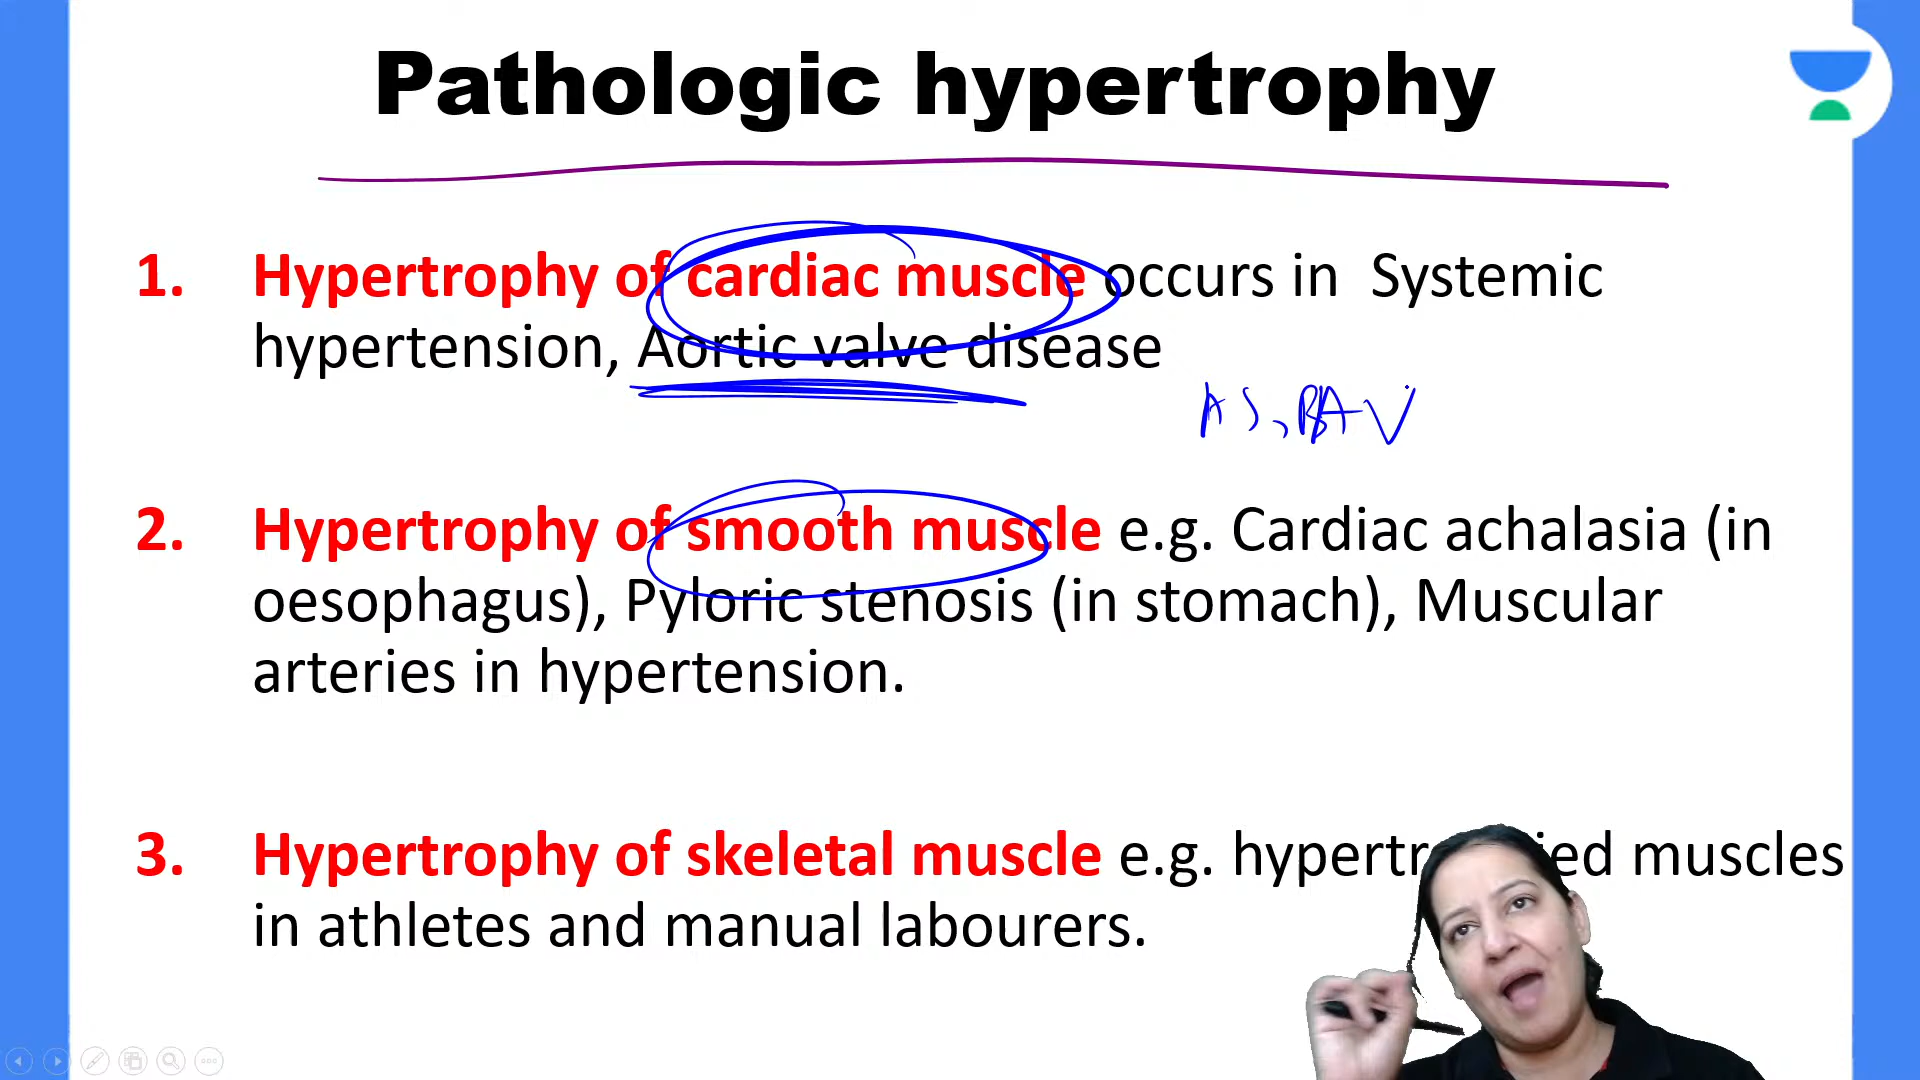 Pathologic hypertrophy
1. Hypertrophy of cardiac muscle occurs in Systemic
hypertension, Aortic valve disease
AS, BAV
2. Hypertrophy of smooth muscle e.g. Cardiac achalasia (in
oesophagus), Pyloric stenosis (in stomach), Muscular
arteries in hypertension.
3. Hypertrophy of skeletal muscle e.g. muscles
in athletes and manual labourers.